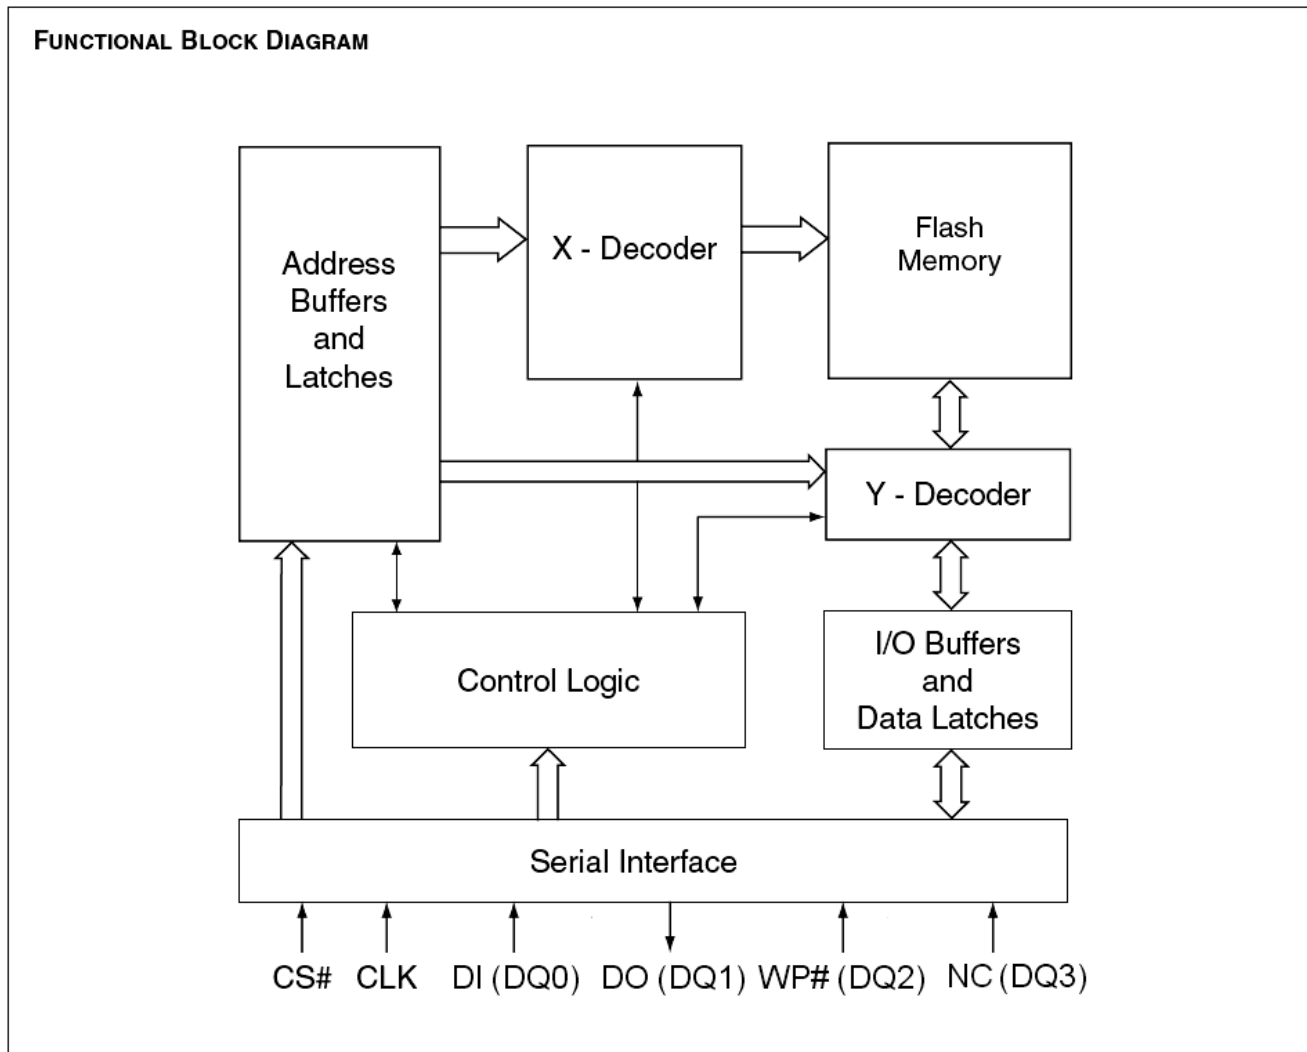 FUNCTIONAL BLOCK DIAGRAM
Address
Buffers
and
Latches
X - Decoder
Flash
Memory
Y - Decoder
Control Logic
I/O Buffers
and
Data Latches
Serial Interface
CS#
CLK
DI (DQ0)
DO (DQ1)
WP# (DQ2)
NC (DQ3)